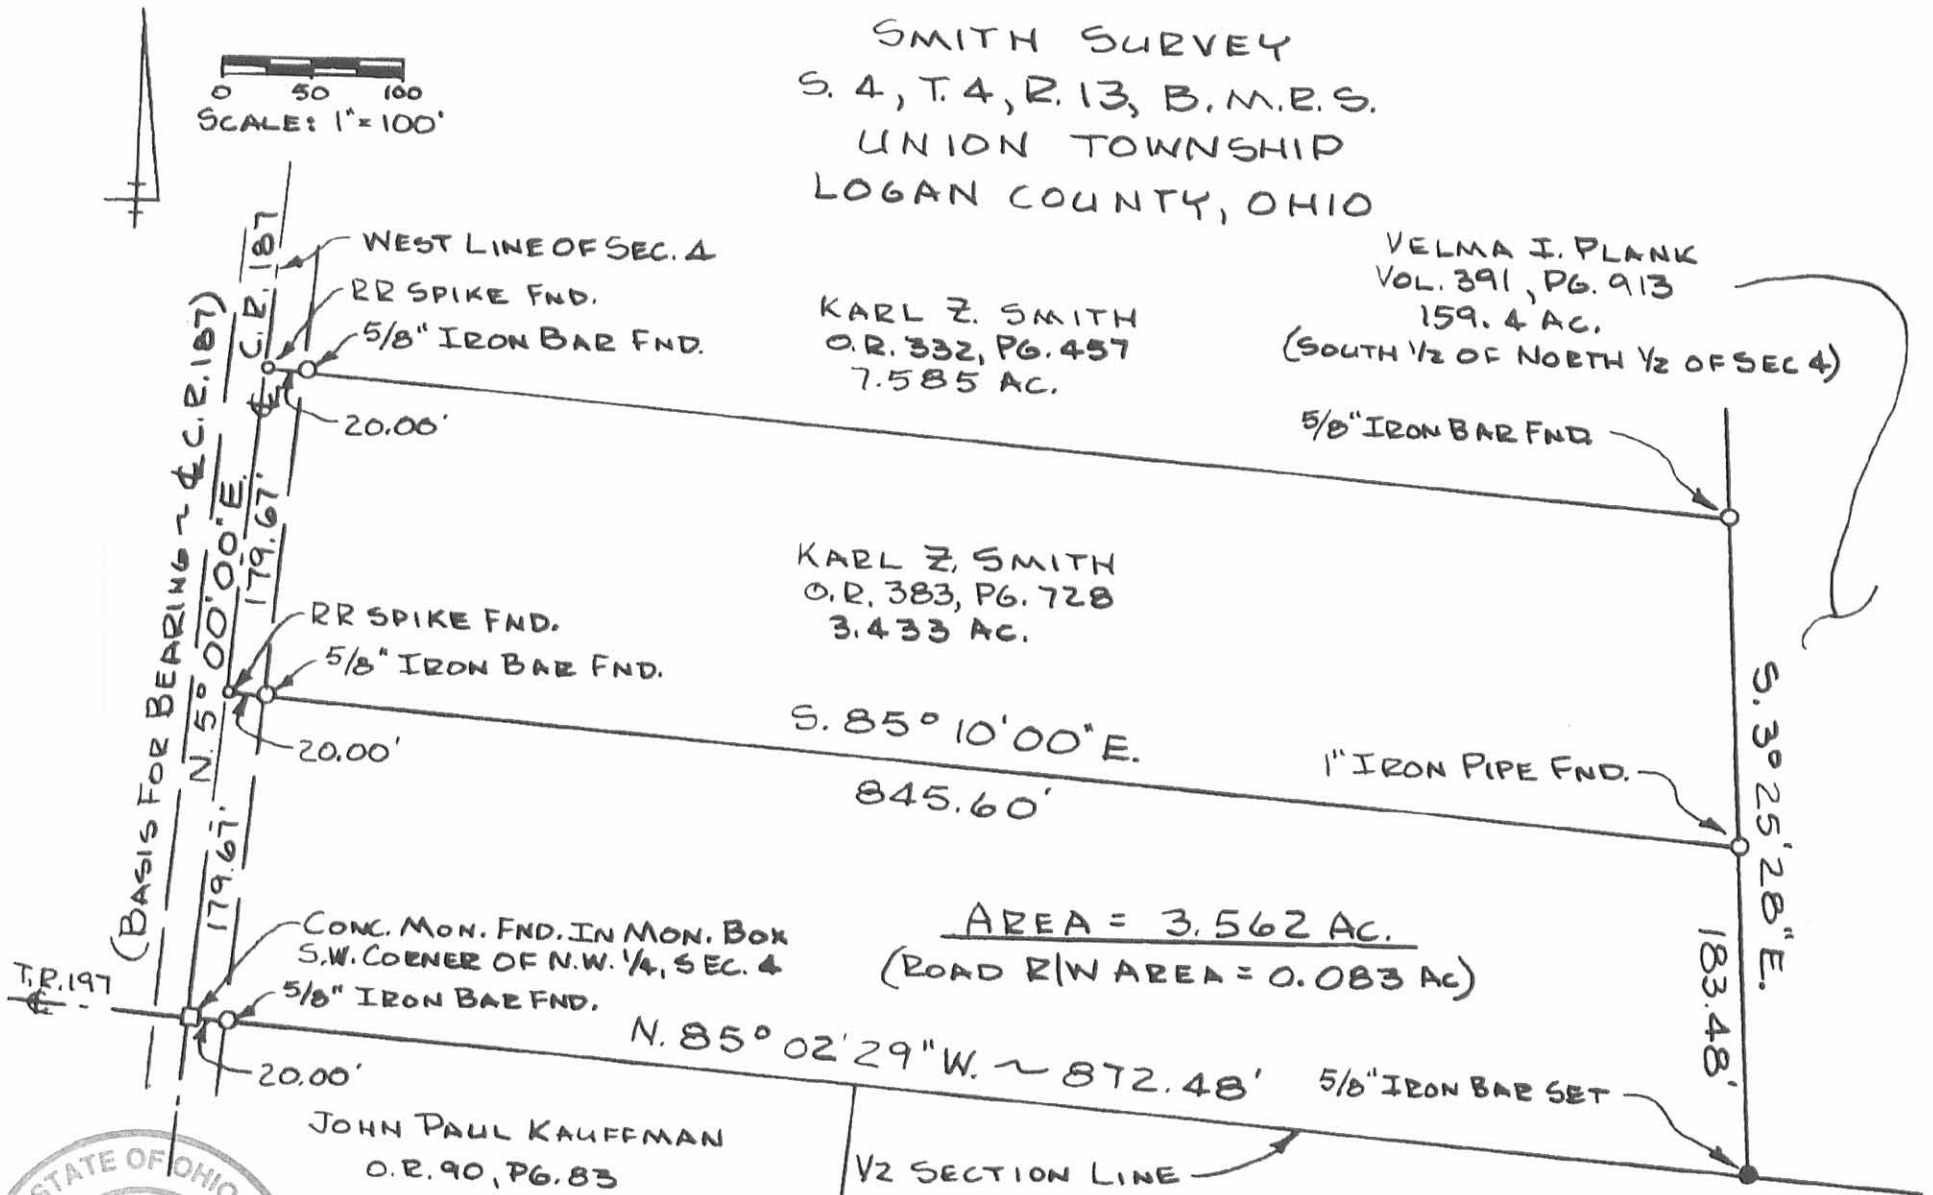 SMITH SURVEY
S. 4, T. 4, R. 13, B.M.R.S.
UNION TOWNSHIP
LOGAN COUNTY, OHIO
0 50 100
SCALE: 1"=100'
C.R. 187
WEST LINE OF SEC. 4
RR SPIKE FND.
5/8" IRON BAR FND.
20.00'
KARL Z. SMITH
O.R. 332, PG. 457
7.585 AC.
VELMA I. PLANK
VOL. 391, PG. 913
159.4 AC.
(SOUTH 1/2 OF NORTH 1/2 OF SEC 4)
5/8" IRON BAR FND.
(BASIS FOR BEARING ~ ℄ C.R. 187)
N. 5° 00' 00" E.
℄
179.67'
KARL Z. SMITH
O.R. 383, PG. 728
3.433 AC.
RR SPIKE FND.
5/8" IRON BAR FND.
20.00'
S. 85° 10' 00" E.
845.60'
1" IRON PIPE FND.
S. 3° 25' 28" E.
183.48'
179.67'
CONC. MON. FND. IN MON. BOX
S.W. CORNER OF N.W. 1/4, SEC. 4
5/8" IRON BAR FND.
20.00'
T.R. 197
℄
AREA = 3.562 AC.
(ROAD R/W AREA = 0.083 AC)
N. 85° 02' 29" W. ~ 872.48'
5/8" IRON BAR SET
JOHN PAUL KAUFFMAN
O.R. 90, PG. 83
1/2 SECTION LINE
STATE OF OHIO